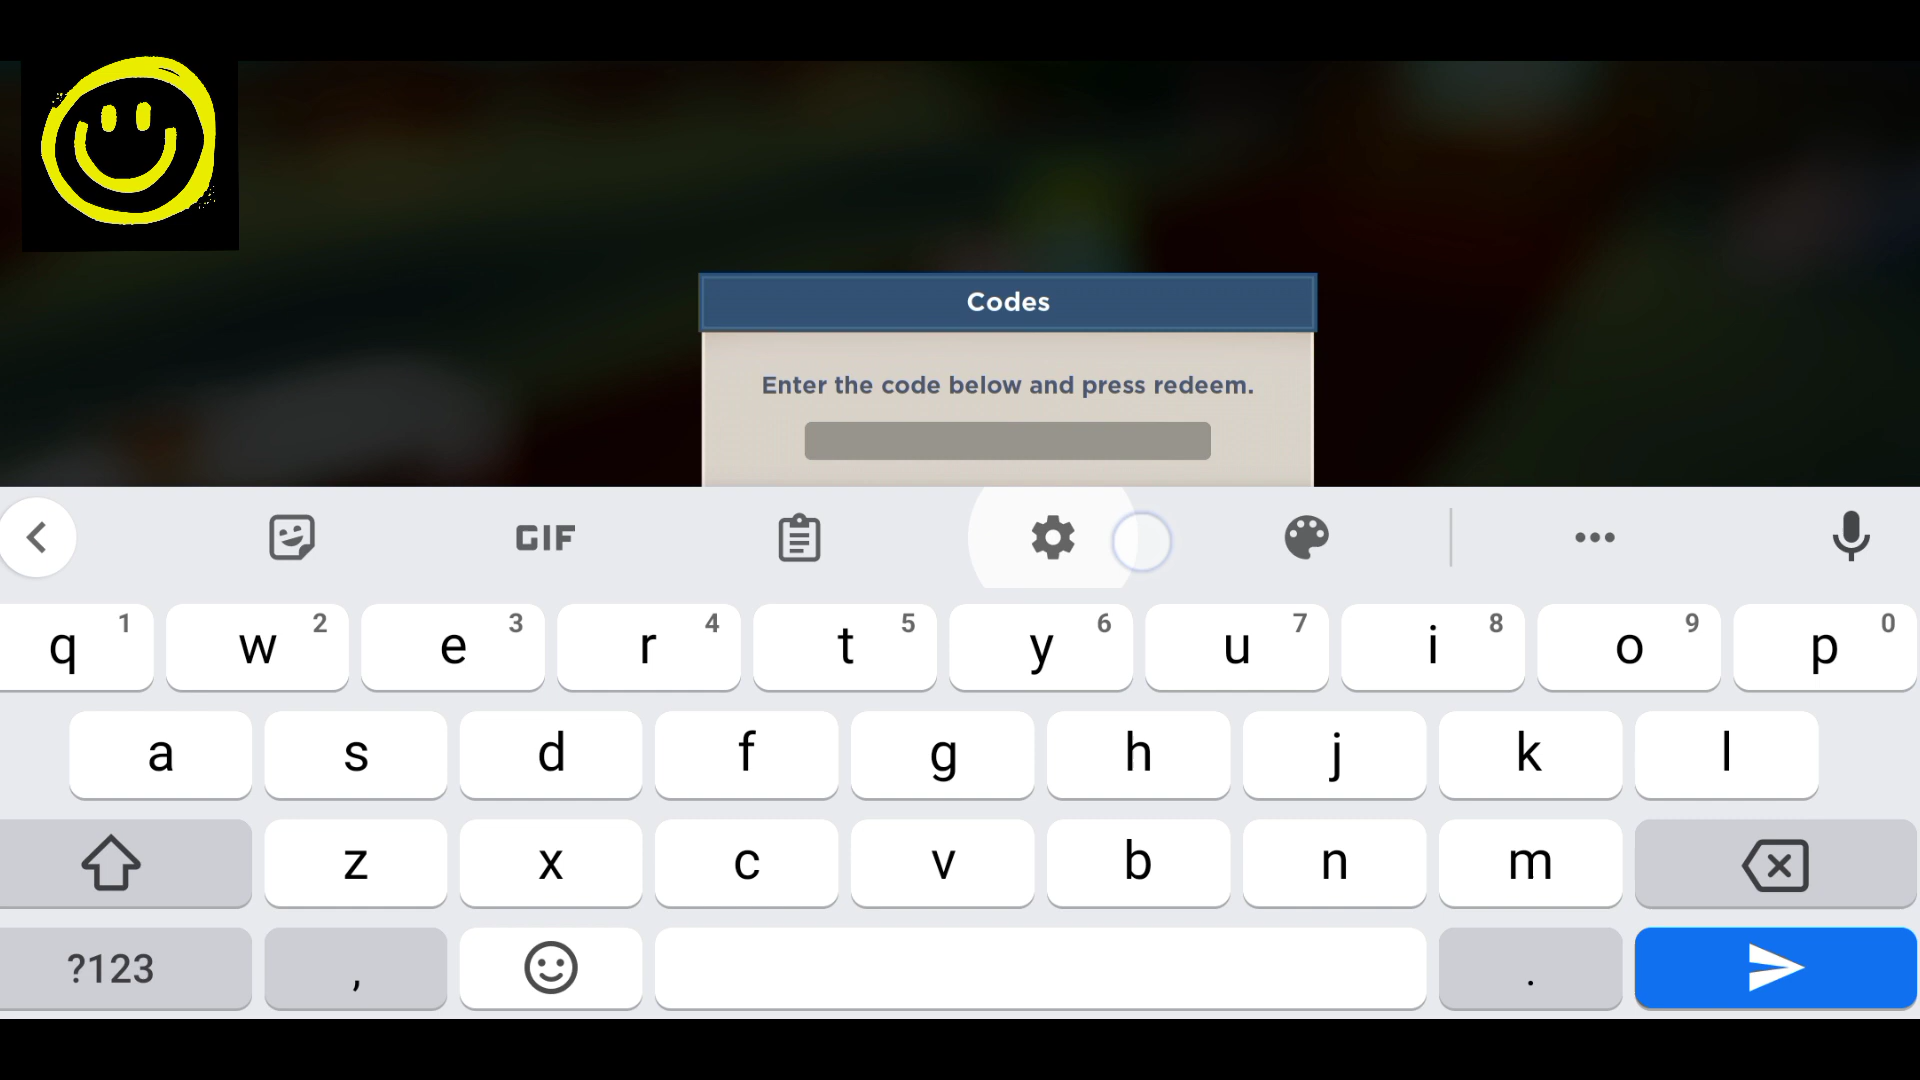 Codes
Enter the code below and press redeem.
GIF
q 1 w 2 e 3 r 4 t 5 y 6 u 7 i 8 o 9 p 0
a s d f g h j k l
z x c v b n m
?123 , .